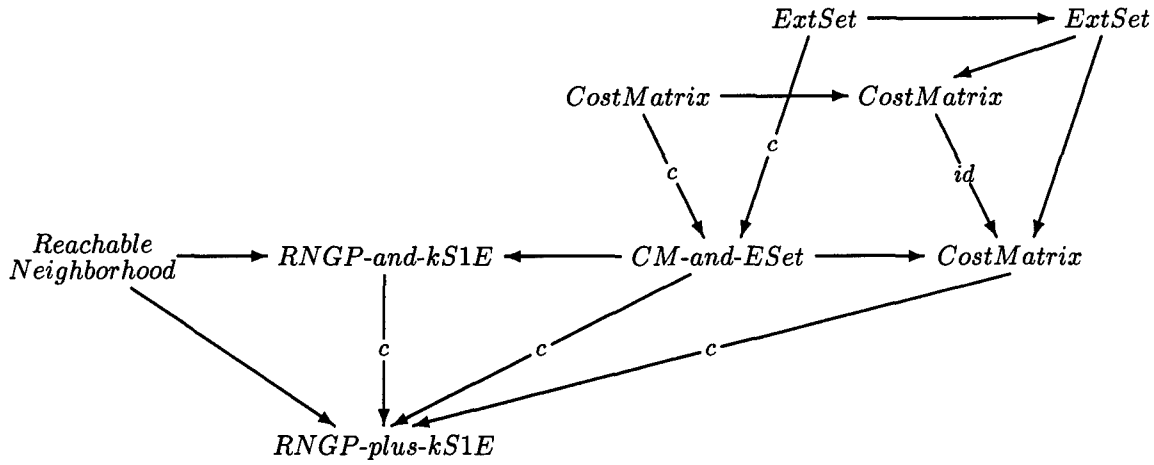 ExtSet ExtSet
CostMatrix CostMatrix
c
c id
Reachable
Neighborhood RNGP-and-kS1E CM-and-ESet CostMatrix
c c c
RNGP-plus-kS1E